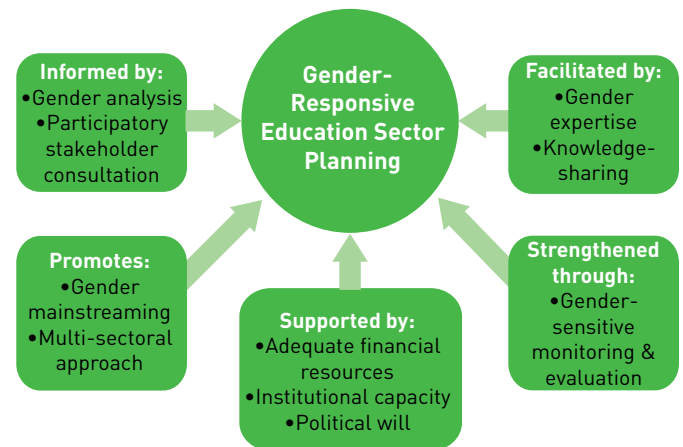 Gender-
Responsive
Education Sector
Planning
Informed by:
•Gender analysis
•Participatory
stakeholder
consultation
Facilitated by:
•Gender
expertise
•Knowledge-
sharing
Promotes:
•Gender
mainstreaming
•Multi-sectoral
approach
Supported by:
•Adequate financial
resources
•Institutional capacity
•Political will
Strengthened
through:
•Gender-
sensitive
monitoring &
evaluation